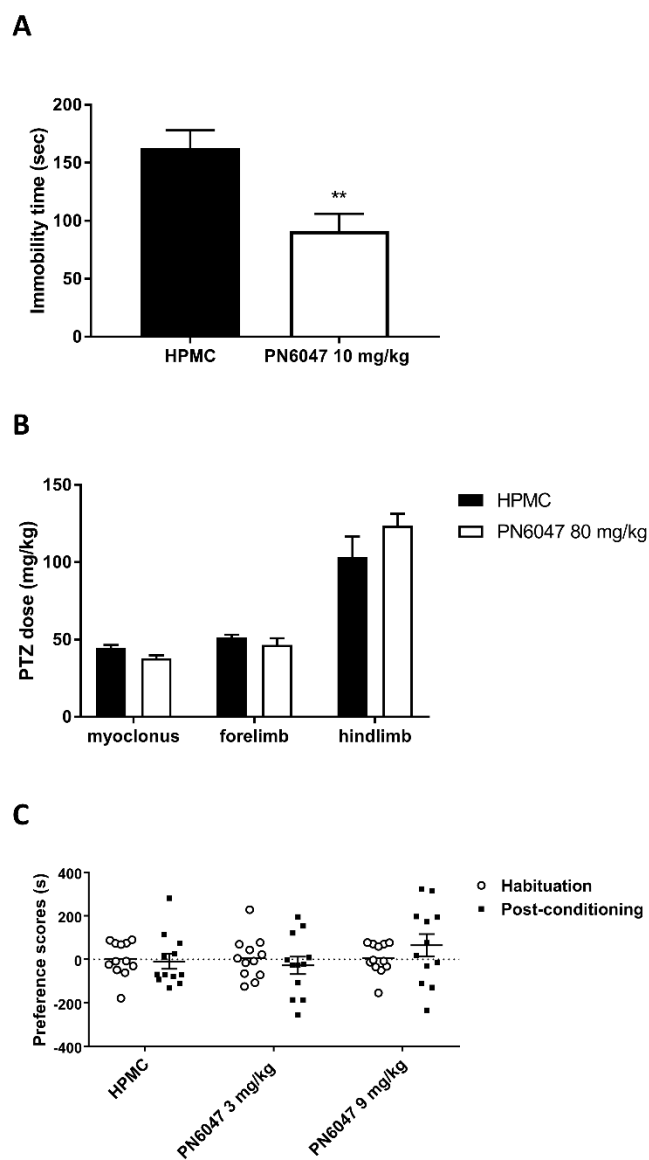 A
Immobility time (sec)
200
150
100
50
0
**
HPMC
PN6047 10 mg/kg
B
PTZ dose (mg/kg)
150
100
50
0
myoclonus
forelimb
hindlimb
HPMC
PN6047 80 mg/kg
C
Preference scores (s)
400
200
0
-200
-400
HPMC
PN6047 3 mg/kg
PN6047 9 mg/kg
Habituation
Post-conditioning